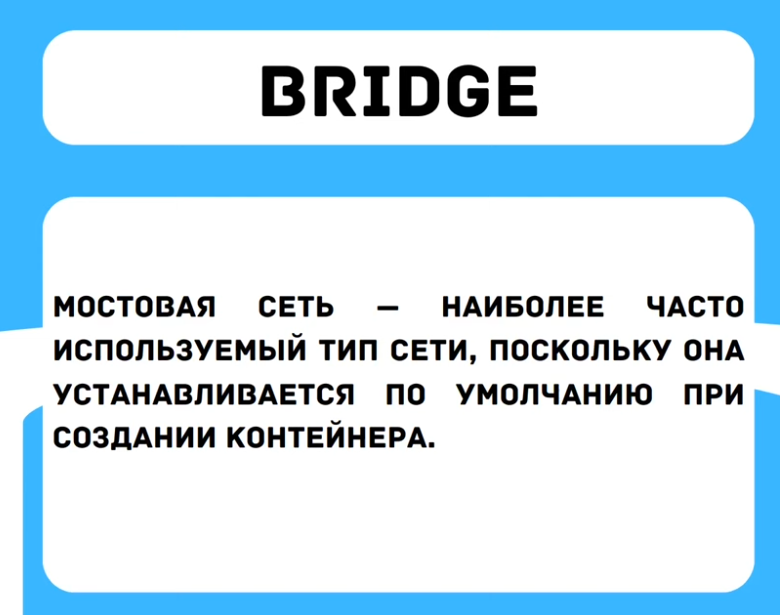 BRIDGE
МОСТОВАЯ СЕТЬ — НАИБОЛЕЕ ЧАСТО
ИСПОЛЬЗУЕМЫЙ ТИП СЕТИ, ПОСКОЛЬКУ ОНА
УСТАНАВЛИВАЕТСЯ ПО УМОЛЧАНИЮ ПРИ
СОЗДАНИИ КОНТЕЙНЕРА.